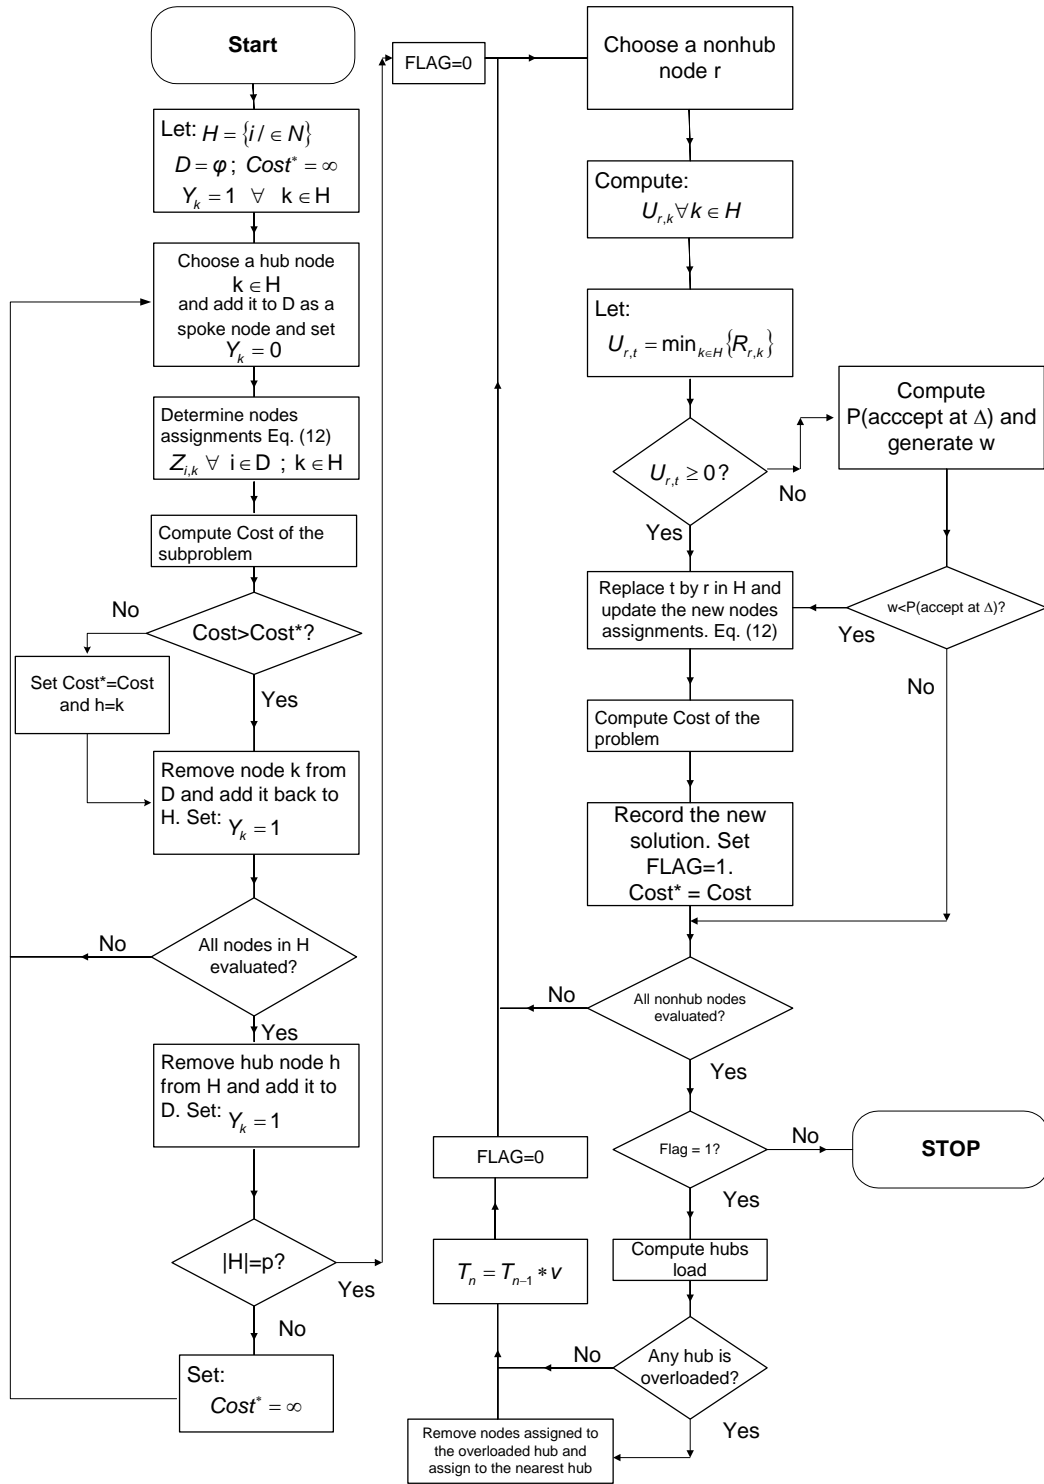 Start
Let: H = {i / ∈ N}
D = φ ; Cost* = ∞
Y_k = 1 ∀ k ∈ H
Choose a hub node
k ∈ H
and add it to D as a
spoke node and set
Y_k = 0
Determine nodes
assignments Eq. (12)
Z_{i,k} ∀ i ∈ D ; k ∈ H
Compute Cost of the
subproblem
Cost>Cost*?
No
Yes
Set Cost*=Cost
and h=k
Remove node k from
D and add it back to
H. Set: Y_k = 1
All nodes in H
evaluated?
No
Yes
Remove hub node h
from H and add it to
D. Set: Y_k = 1
|H|=p?
Yes
No
Set:
Cost* = ∞
FLAG=0
Choose a nonhub
node r
Compute:
U_{r,k} ∀k ∈ H
Let:
U_{r,t} = min_{k∈H} {R_{r,k}}
U_{r,t} ≥ 0?
No
Yes
Compute
P(acccept at Δ) and
generate w
w<P(accept at Δ)?
Yes
No
Replace t by r in H and
update the new nodes
assignments. Eq. (12)
Compute Cost of the
problem
Record the new
solution. Set
FLAG=1.
Cost* = Cost
All nonhub nodes
evaluated?
No
Yes
Flag = 1?
No
Yes
STOP
Compute hubs
load
Any hub is
overloaded?
No
Yes
Remove nodes assigned to
the overloaded hub and
assign to the nearest hub
T_n = T_{n−1} * v
FLAG=0